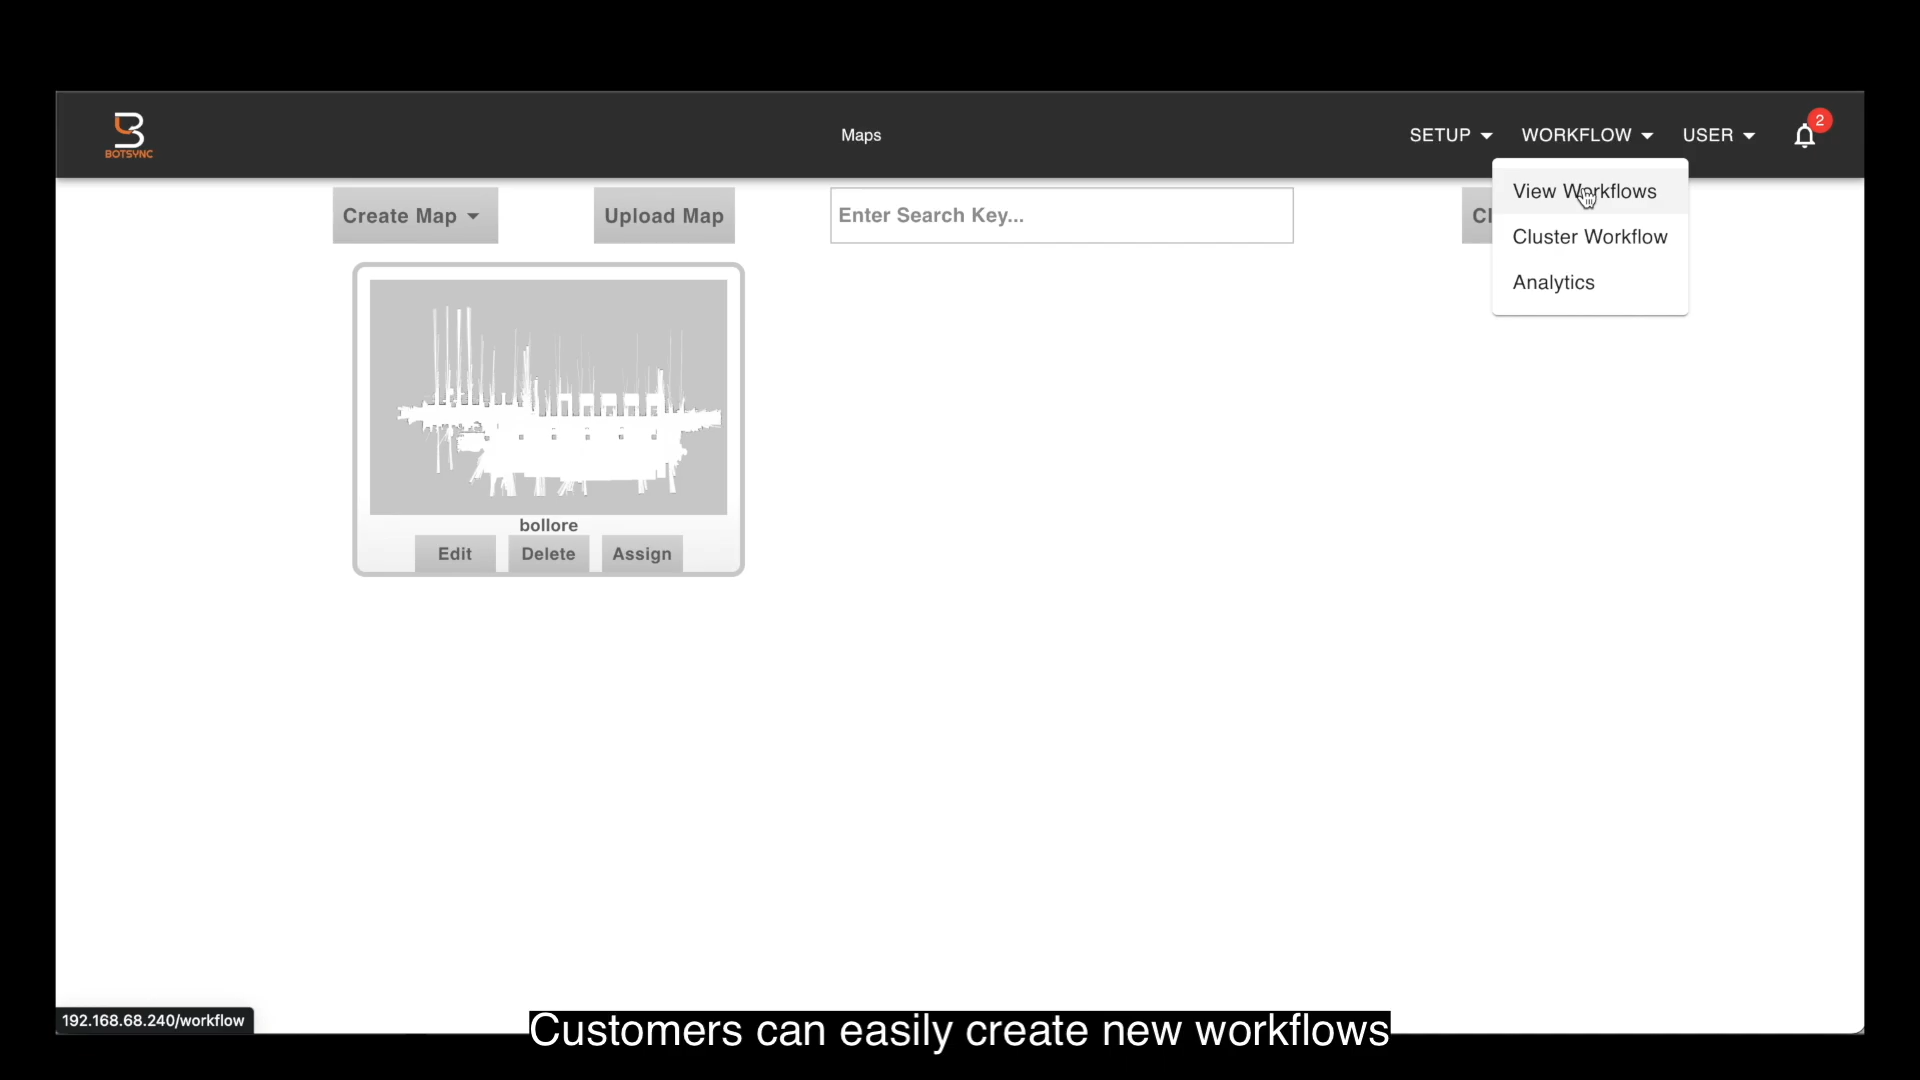 BOTSYNC
Maps
SETUP
WORKFLOW
USER
2
View Workflows
Cluster Workflow
Analytics
Create Map
Upload Map
Enter Search Key...
Cl
bollore
Edit
Delete
Assign
192.168.68.240/workflow
Customers can easily create new workflows